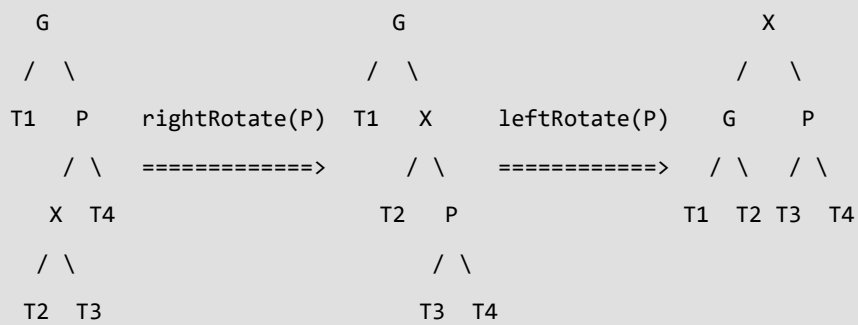 G G X
/ \ / \ / \
T1 P rightRotate(P) T1 X leftRotate(P) G P
/ \ =============> / \ ============> / \ / \
X T4 T2 P T1 T2 T3 T4
/ \ / \
T2 T3 T3 T4